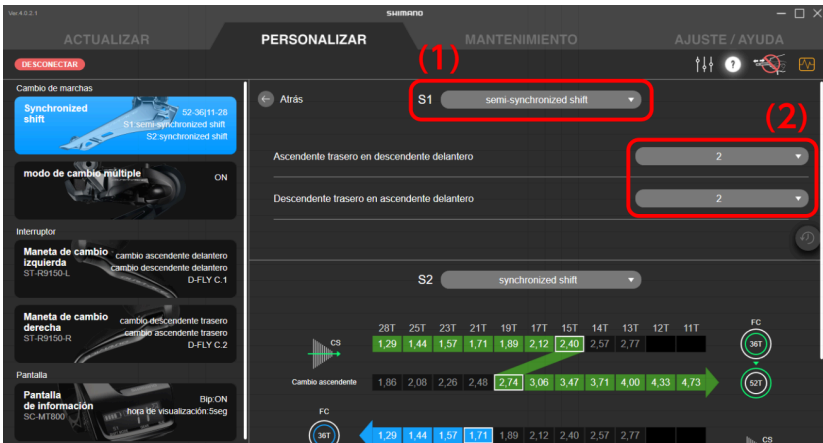 Ver.4.0.2.1
SHIMANO
ACTUALIZAR
PERSONALIZAR
MANTENIMIENTO
AJUSTE / AYUDA
DESCONECTAR
(1)
?
Cambio de marchas
Synchronized shift
52-36|11-28
S1:semi-synchronized shift
S2:synchronized shift
modo de cambio múltiple
ON
Interruptor
Maneta de cambio izquierda
ST-R9150-L
cambio ascendente delantero
cambio descendente delantero
D-FLY C.1
Maneta de cambio derecha
ST-R9150-R
cambio descendente trasero
cambio ascendente trasero
D-FLY C.2
Pantalla
Pantalla de información
SC-MT800
Bip:ON
hora de visualización:5seg
Atrás
S1
semi-synchronized shift
(2)
Ascendente trasero en descendente delantero
2
Descendente trasero en ascendente delantero
2
S2
synchronized shift
28T 25T 23T 21T 19T 17T 15T 14T 13T 12T 11T
FC
CS
1,29 1,44 1,57 1,71 1,89 2,12 2,40 2,57 2,77
36T
Cambio ascendente
1,86 2,08 2,26 2,48 2,74 3,06 3,47 3,71 4,00 4,33 4,73
52T
FC
36T
1,29 1,44 1,57 1,71 1,89 2,12 2,40 2,57 2,77
CS